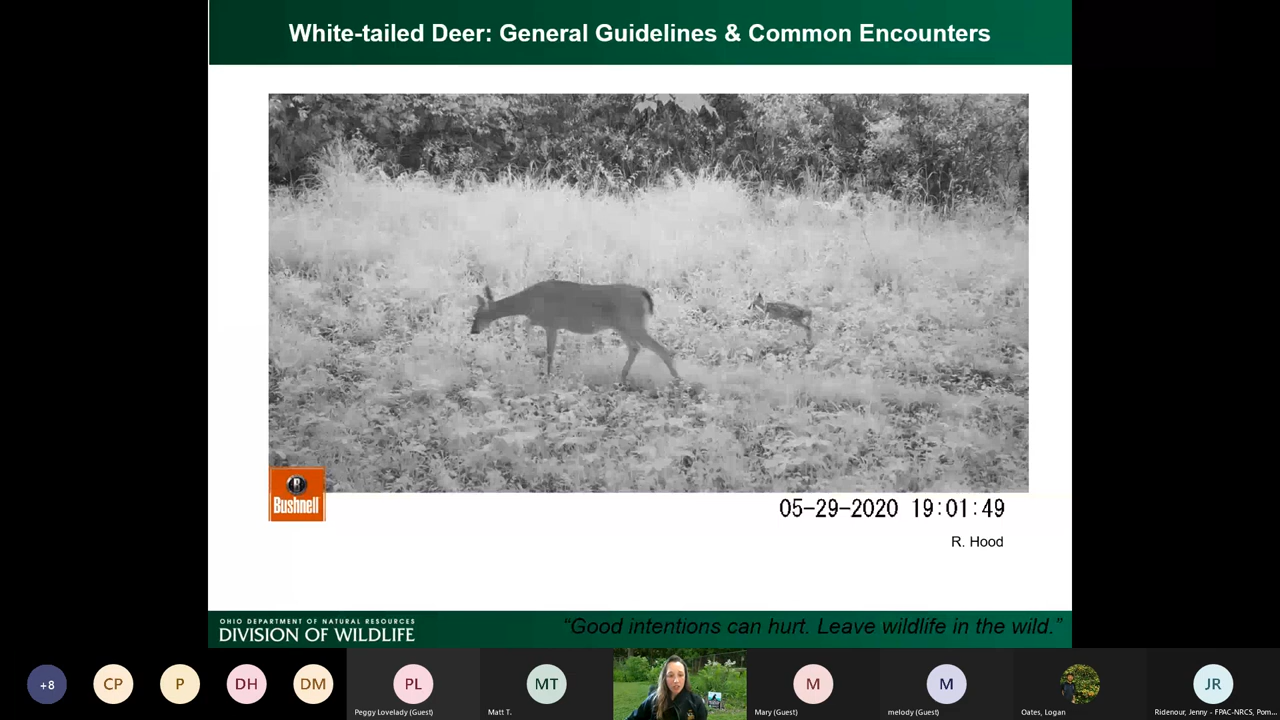 White-tailed Deer: General Guidelines & Common Encounters
B
Bushnell
05-29-2020 19:01:49
R. Hood
OHIO DEPARTMENT OF NATURAL RESOURCES
DIVISION OF WILDLIFE
“Good intentions can hurt. Leave wildlife in the wild.”
+8
CP
P
DH
DM
PL
Peggy Lovelady (Guest)
MT
Matt T.
M
Mary (Guest)
M
melody (Guest)
Oates, Logan
JR
Ridenour, Jenny - FPAC-NRCS, Pom...